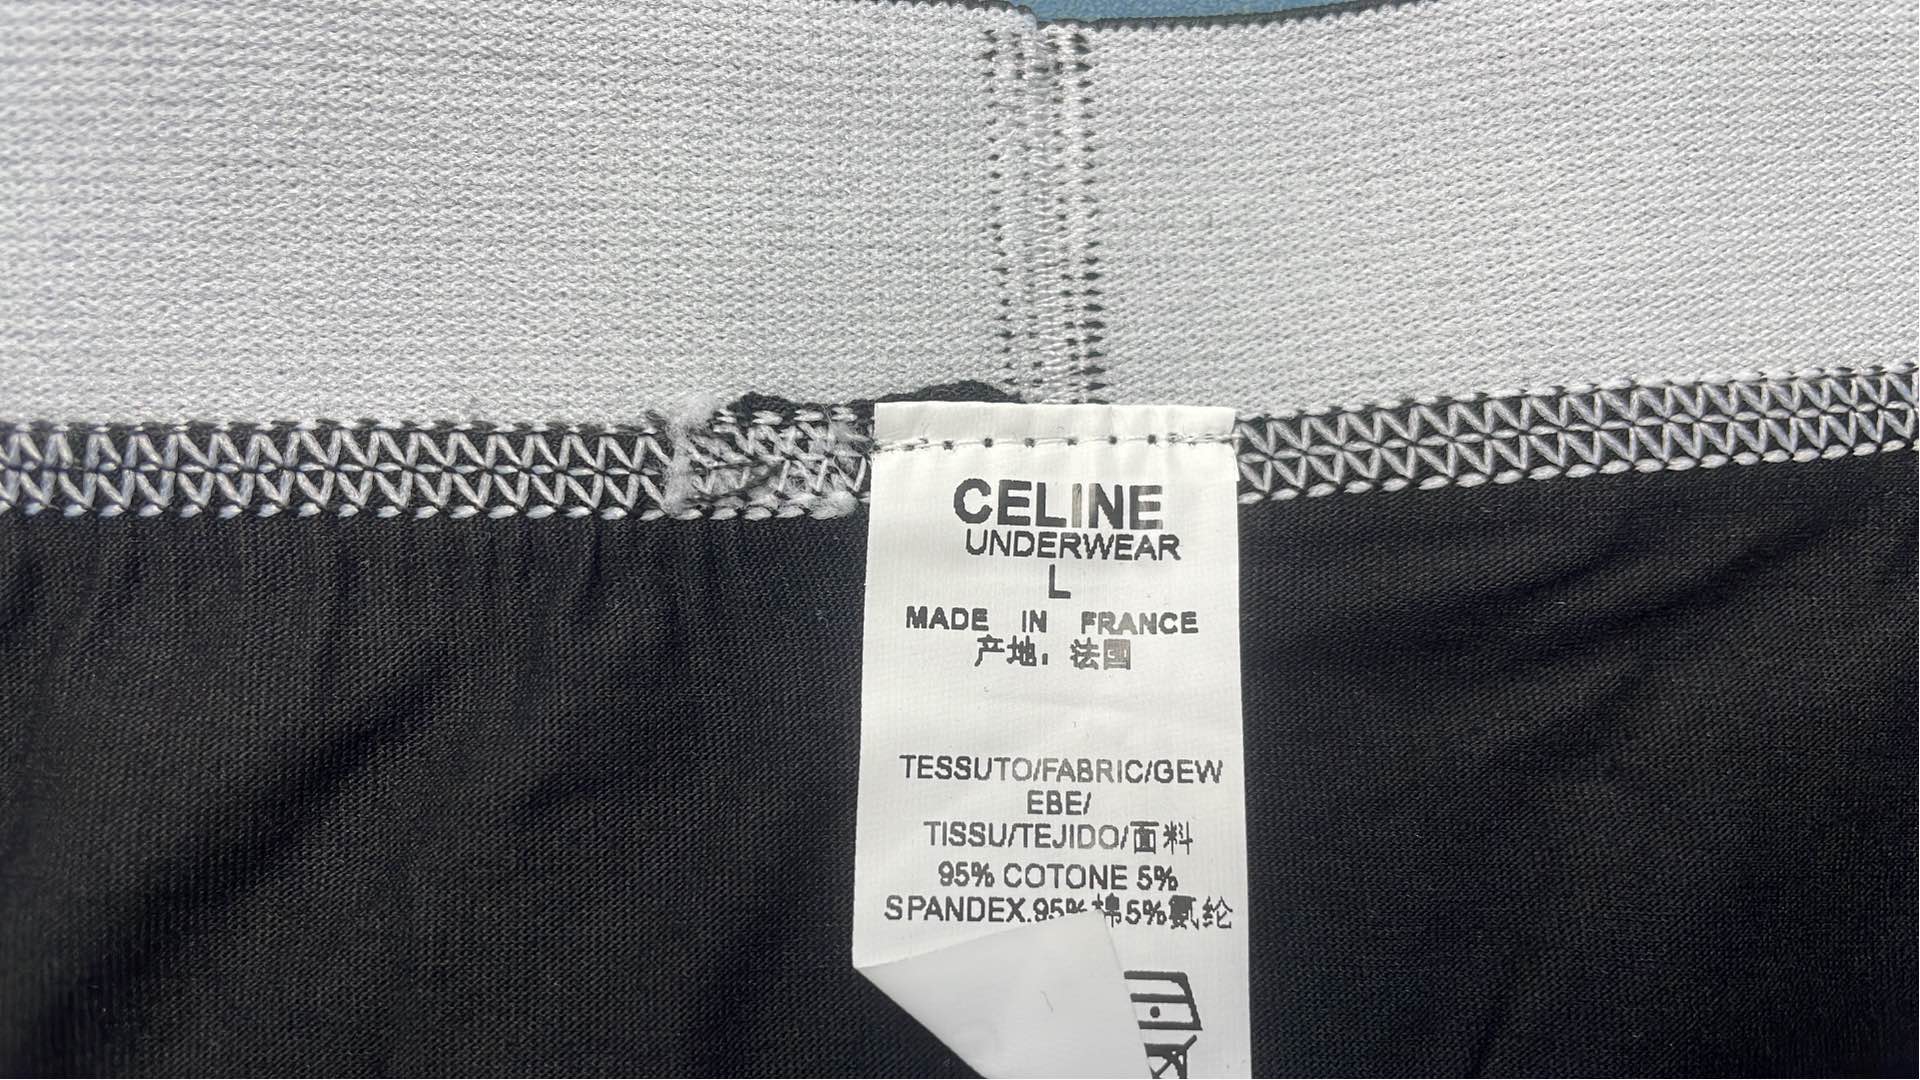 CELINE
UNDERWEAR
L
MADE IN FRANCE
产地：法国
TESSUTO/FABRIC/GEW
EBE/
TISSU/TEJIDO/面料
95% COTONE 5%
SPANDEX.95%棉5%氨纶